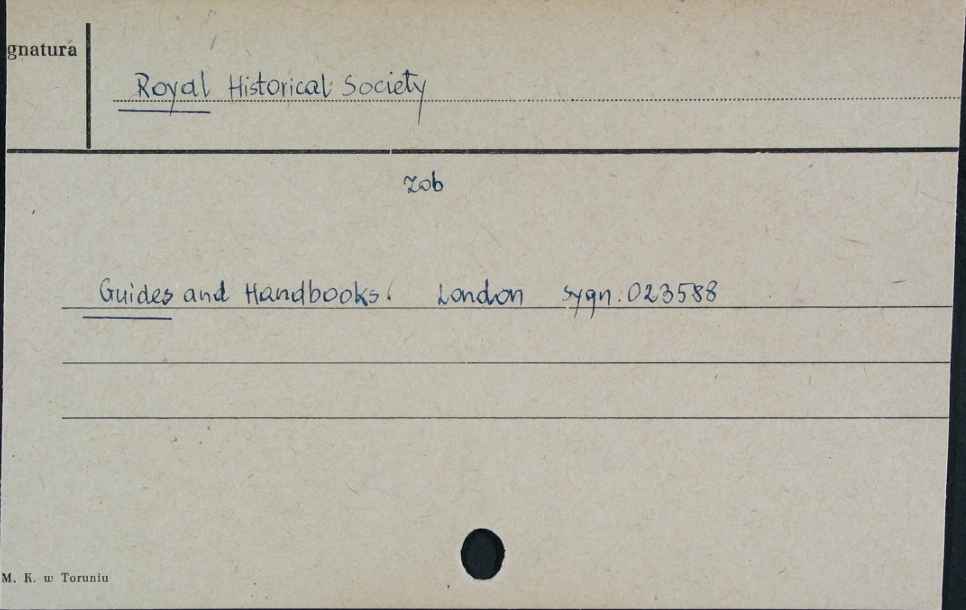 gnatura
Royal Historical Society
Zob
Guides and Handbooks. London sygn. 023588
M. K. w Toruniu